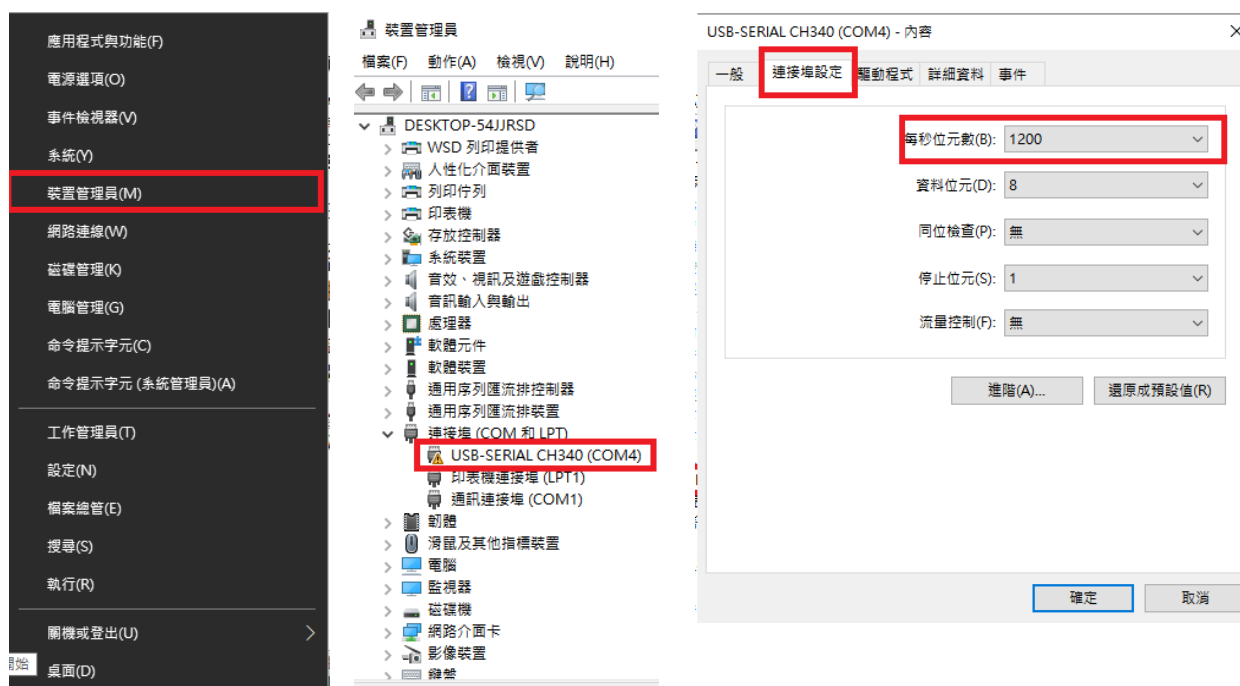 應用程式與功能(F)
電源選項(O)
事件檢視器(V)
系統(Y)
裝置管理員(M)
網路連線(W)
磁碟管理(K)
電腦管理(G)
命令提示字元(C)
命令提示字元 (系統管理員)(A)
工作管理員(T)
設定(N)
檔案總管(E)
搜尋(S)
執行(R)
關機或登出(U)
桌面(D)
裝置管理員
檔案(F) 動作(A) 檢視(V) 說明(H)
DESKTOP-54JJRSD
WSD 列印提供者
人性化介面裝置
列印佇列
印表機
存放控制器
系統裝置
音效、視訊及遊戲控制器
音訊輸入與輸出
處理器
軟體元件
軟體裝置
通用序列匯流排控制器
通用序列匯流排裝置
連接埠 (COM 和 LPT)
USB-SERIAL CH340 (COM4)
印表機連接埠 (LPT1)
通訊連接埠 (COM1)
韌體
滑鼠及其他指標裝置
電腦
監視器
磁碟機
網路介面卡
影像裝置
鍵盤
USB-SERIAL CH340 (COM4) - 內容
一般 連接埠設定 驅動程式 詳細資料 事件
每秒位元數(B): 1200
資料位元(D): 8
同位檢查(P): 無
停止位元(S): 1
流量控制(F): 無
進階(A)... 還原成預設值(R)
確定 取消